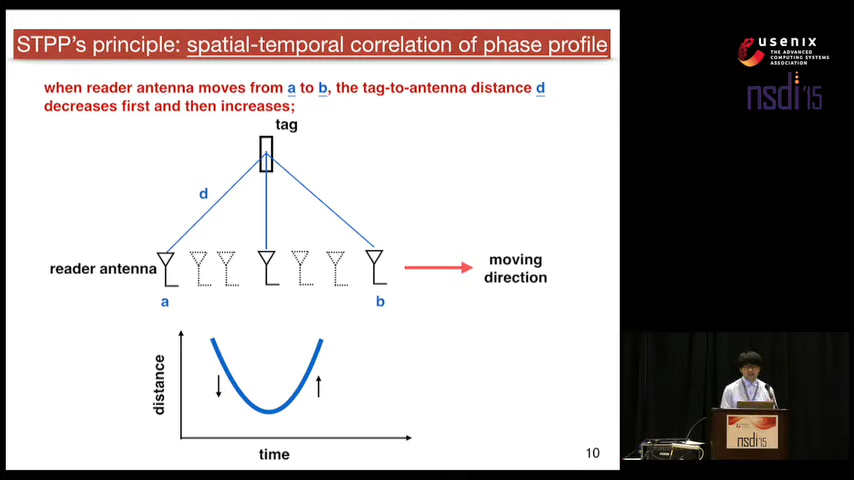 STPP's principle: spatial-temporal correlation of phase profile
when reader antenna moves from a to b, the tag-to-antenna distance d
decreases first and then increases;
tag
d
reader antenna
moving
direction
a
b
distance
time
10
usenix
THE ADVANCED
COMPUTING SYSTEMS
ASSOCIATION
nsdi '15
nsdi'15